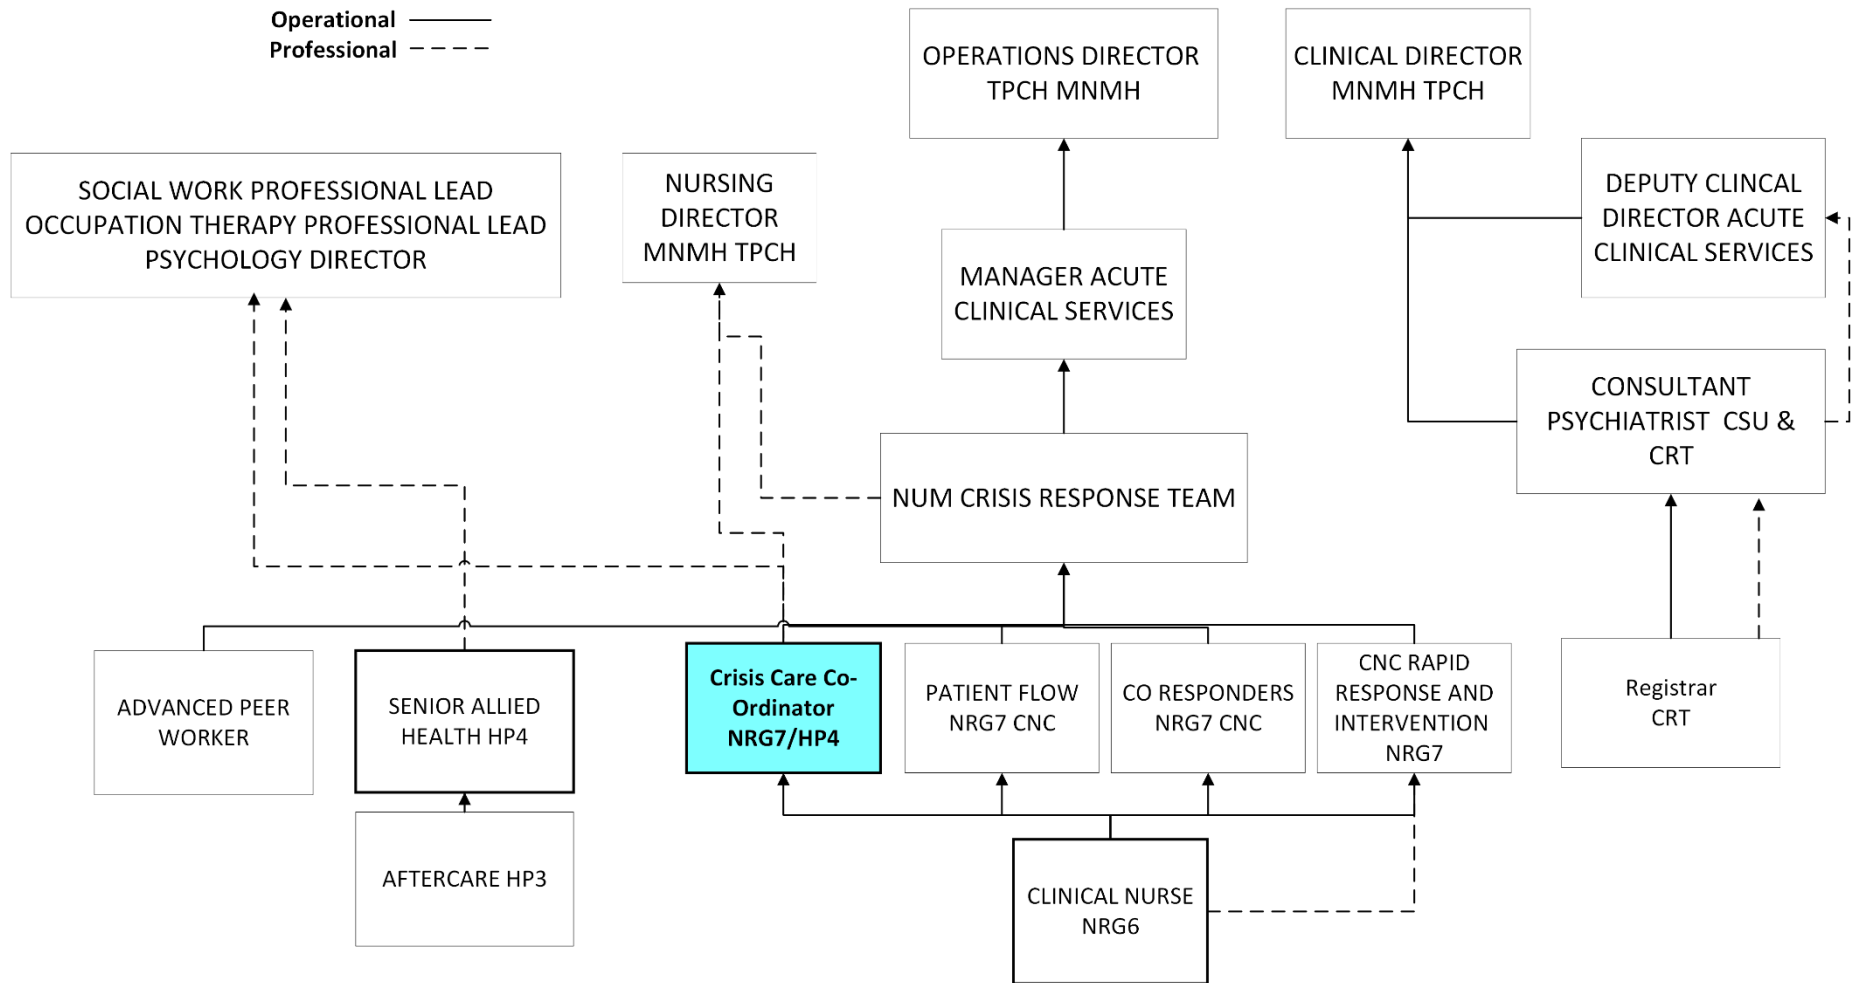 Operational
Professional
OPERATIONS DIRECTOR
TPCH MNMH
CLINICAL DIRECTOR
MNMH TPCH
SOCIAL WORK PROFESSIONAL LEAD
OCCUPATION THERAPY PROFESSIONAL LEAD
PSYCHOLOGY DIRECTOR
NURSING
DIRECTOR
MNMH TPCH
DEPUTY CLINCAL
DIRECTOR ACUTE
CLINICAL SERVICES
MANAGER ACUTE
CLINICAL SERVICES
CONSULTANT
PSYCHIATRIST CSU &
CRT
NUM CRISIS RESPONSE TEAM
ADVANCED PEER
WORKER
SENIOR ALLIED
HEALTH HP4
Crisis Care Co-
Ordinator
NRG7/HP4
PATIENT FLOW
NRG7 CNC
CO RESPONDERS
NRG7 CNC
CNC RAPID
RESPONSE AND
INTERVENTION
NRG7
Registrar
CRT
AFTERCARE HP3
CLINICAL NURSE
NRG6